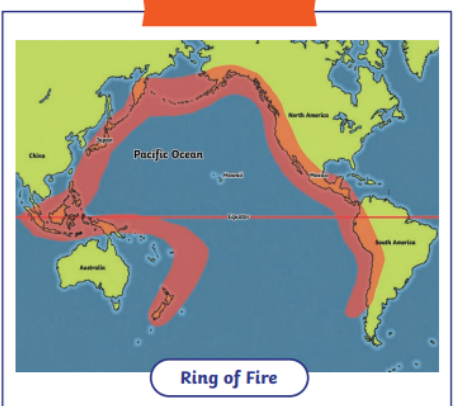 North America
Japan
China
Pacific Ocean
Hawaii
Mexico
Equator
South America
Australia
Ring of Fire